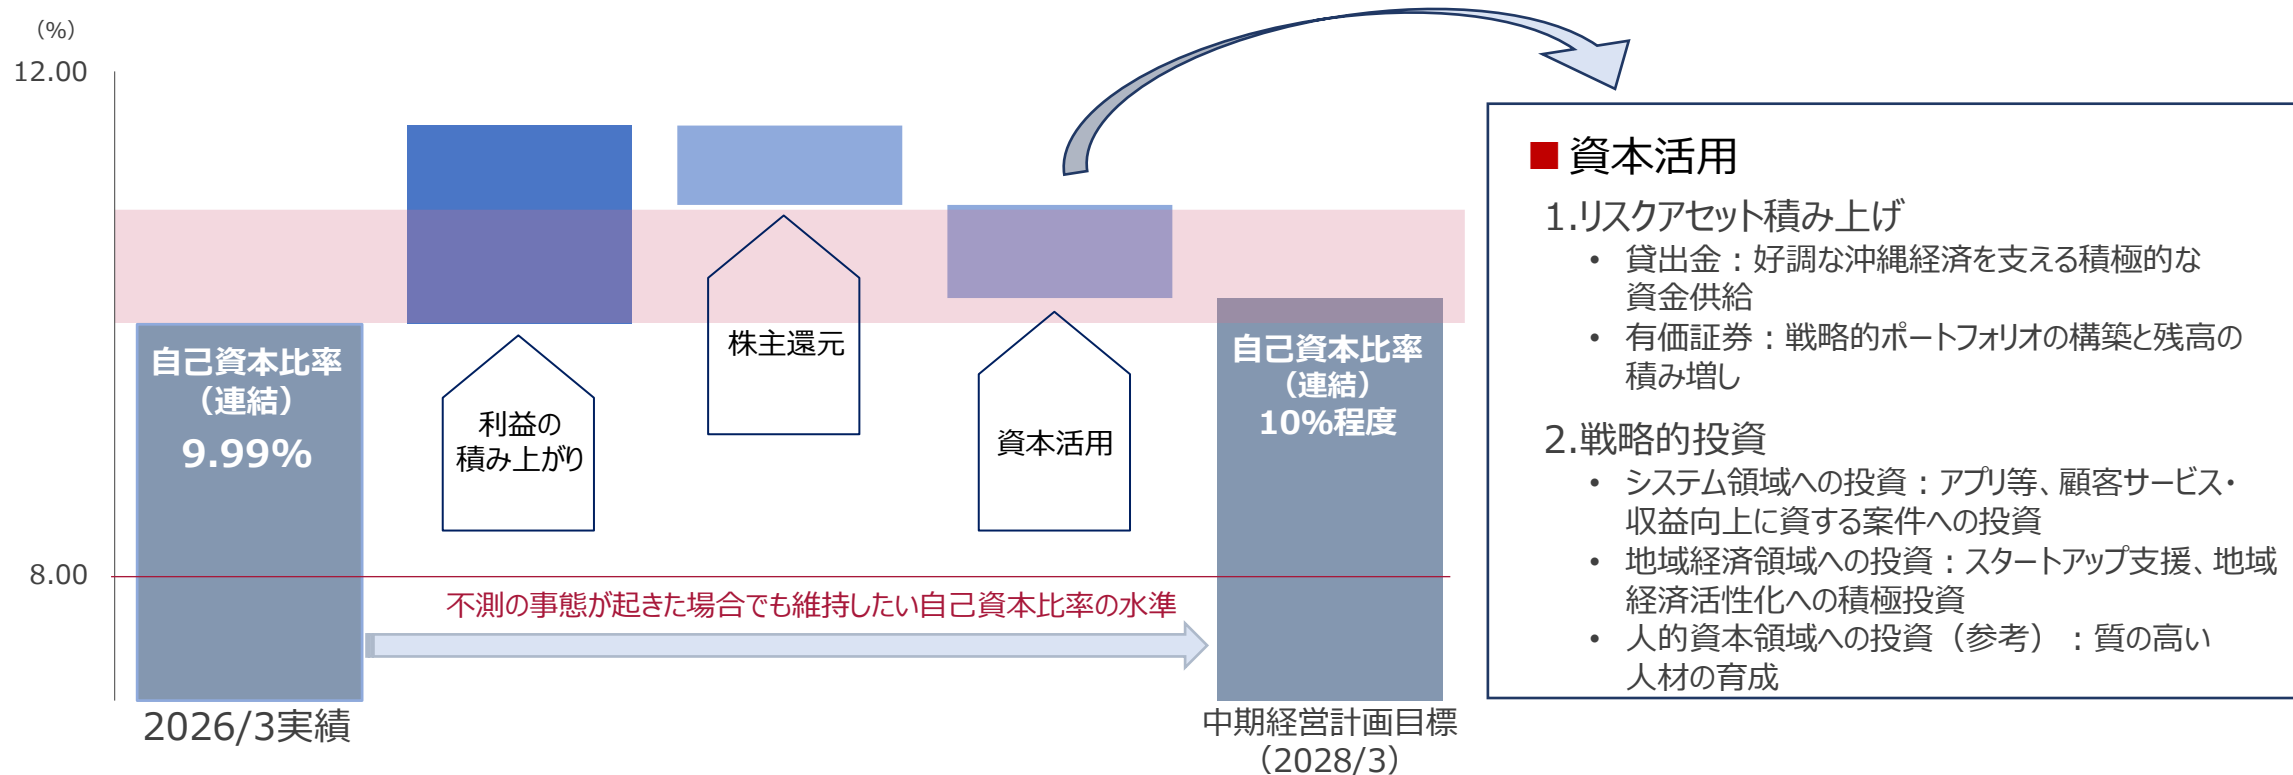 （%）
12.00
8.00
自己資本比率
（連結）
9.99%
利益の
積み上がり
株主還元
資本活用
自己資本比率
（連結）
10%程度
不測の事態が起きた場合でも維持したい自己資本比率の水準
2026/3実績
中期経営計画目標
（2028/3）
■ 資本活用
1.リスクアセット積み上げ
• 貸出金：好調な沖縄経済を支える積極的な
資金供給
• 有価証券：戦略的ポートフォリオの構築と残高の
積み増し
2.戦略的投資
• システム領域への投資：アプリ等、顧客サービス・
収益向上に資する案件への投資
• 地域経済領域への投資：スタートアップ支援、地域
経済活性化への積極投資
• 人的資本領域への投資（参考）：質の高い
人材の育成